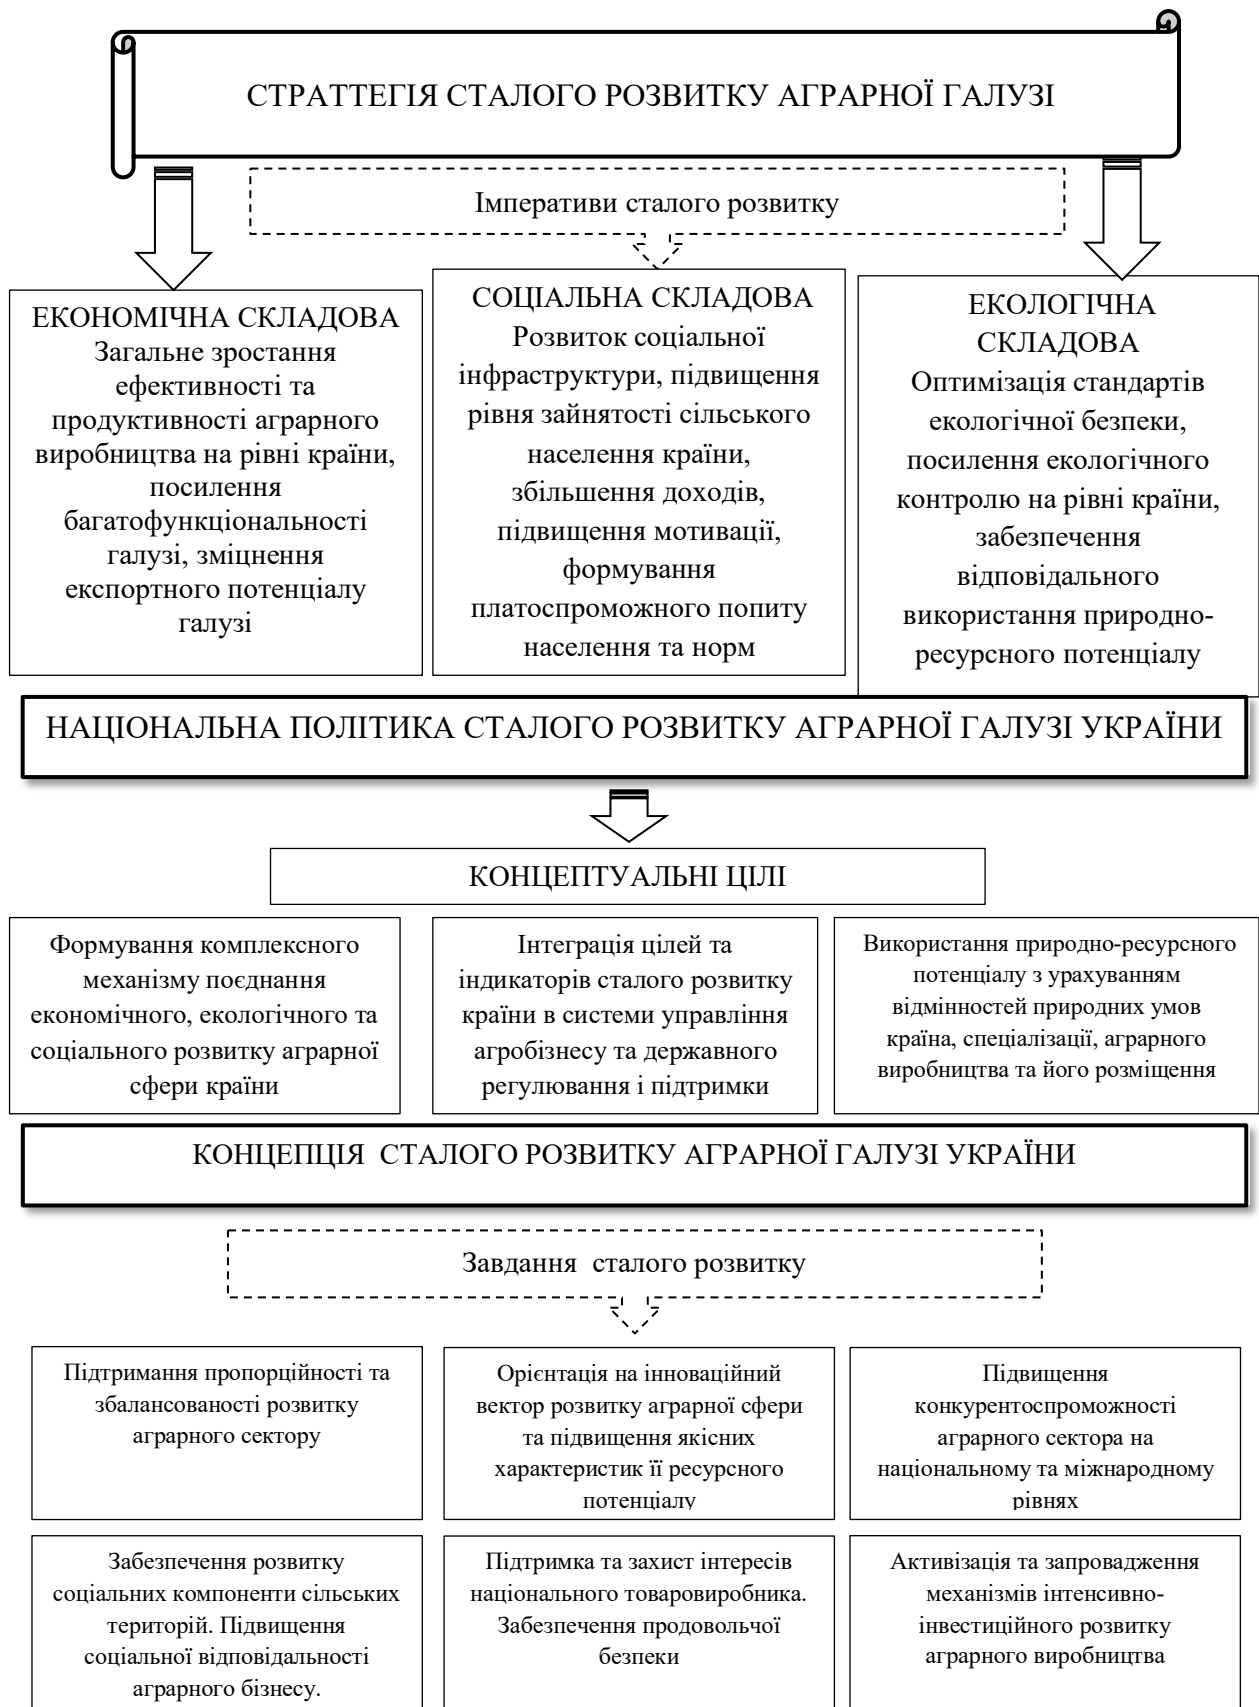 СТРАТТЕГІЯ СТАЛОГО РОЗВИТКУ АГРАРНОЇ ГАЛУЗІ
Імперативи сталого розвитку
ЕКОНОМІЧНА СКЛАДОВА
Загальне зростання
ефективності та
продуктивності аграрного
виробництва на рівні країни,
посилення
багатофункціональності
галузі, зміцнення
експортного потенціалу
галузі
СОЦІАЛЬНА СКЛАДОВА
Розвиток соціальної
інфраструктури, підвищення
рівня зайнятості сільського
населення країни,
збільшення доходів,
підвищення мотивації,
формування
платоспроможного попиту
населення та норм
ЕКОЛОГІЧНА
СКЛАДОВА
Оптимізація стандартів
екологічної безпеки,
посилення екологічного
контролю на рівні країни,
забезпечення
відповідального
використання природно-
ресурсного потенціалу
НАЦІОНАЛЬНА ПОЛІТИКА СТАЛОГО РОЗВИТКУ АГРАРНОЇ ГАЛУЗІ УКРАЇНИ
КОНЦЕПТУАЛЬНІ ЦІЛІ
Формування комплексного
механізму поєднання
економічного, екологічного та
соціального розвитку аграрної
сфери країни
Інтеграція цілей та
індикаторів сталого розвитку
країни в системи управління
агробізнесу та державного
регулювання і підтримки
Використання природно-ресурсного
потенціалу з урахуванням
відмінностей природних умов
країна, спеціалізації, аграрного
виробництва та його розміщення
КОНЦЕПЦІЯ СТАЛОГО РОЗВИТКУ АГРАРНОЇ ГАЛУЗІ УКРАЇНИ
Завдання сталого розвитку
Підтримання пропорційності та
збалансованості розвитку
аграрного сектору
Орієнтація на інноваційний
вектор розвитку аграрної сфери
та підвищення якісних
характеристик її ресурсного
потенціалу
Підвищення
конкурентоспроможності
аграрного сектора на
національному та міжнародному
рівнях
Забезпечення розвитку
соціальних компоненти сільських
територій. Підвищення
соціальної відповідальності
аграрного бізнесу.
Підтримка та захист інтересів
національного товаровиробника.
Забезпечення продовольчої
безпеки
Активізація та запровадження
механізмів інтенсивно-
інвестиційного розвитку
аграрного виробництва